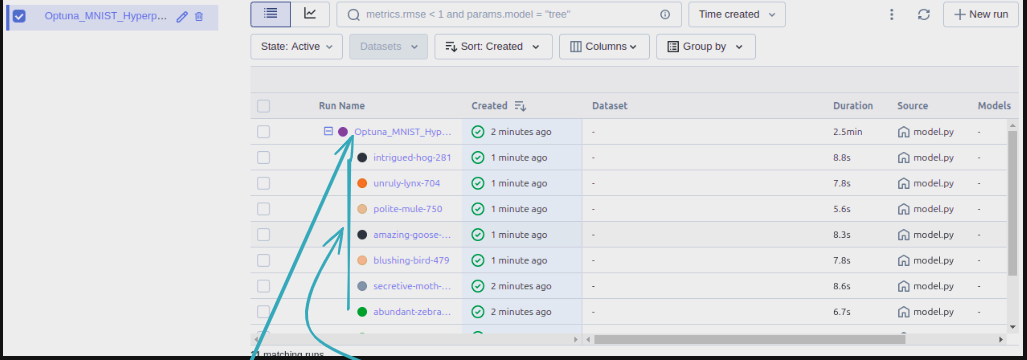 Optuna_MNIST_Hyperp...
metrics.rmse < 1 and params.model = "tree"
Time created
New run
State: Active
Datasets
Sort: Created
Columns
Group by
Run Name Created Dataset Duration Source Models
Optuna_MNIST_Hyp... 2 minutes ago - 2.5min model.py -
intrigued-hog-281 1 minute ago - 8.8s model.py -
unruly-lynx-704 1 minute ago - 7.8s model.py -
polite-mule-750 1 minute ago - 5.6s model.py -
amazing-goose-... 1 minute ago - 8.3s model.py -
blushing-bird-479 1 minute ago - 7.8s model.py -
secretive-moth-... 2 minutes ago - 8.6s model.py -
abundant-zebra... 2 minutes ago - 6.7s model.py -
matching runs